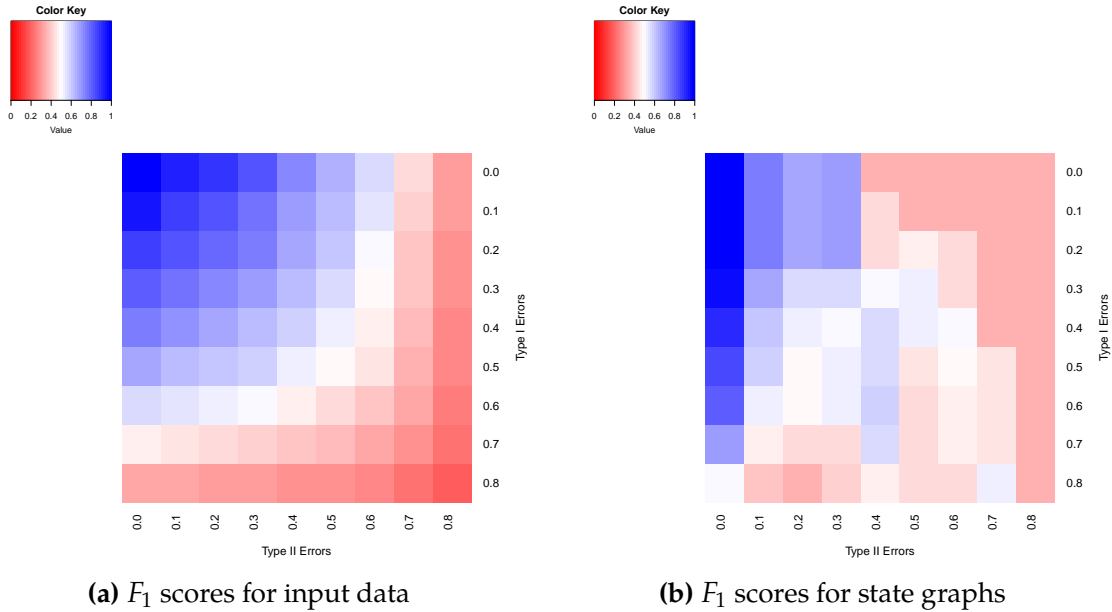 Color Key
0 0.2 0.4 0.6 0.8 1
Value
0.0
0.1
0.2
0.3
0.4
0.5
0.6
0.7
0.8
Type I Errors
0.0 0.1 0.2 0.3 0.4 0.5 0.6 0.7 0.8
Type II Errors
(a) F1 scores for input data
Color Key
0 0.2 0.4 0.6 0.8 1
Value
0.0
0.1
0.2
0.3
0.4
0.5
0.6
0.7
0.8
Type I Errors
0.0 0.1 0.2 0.3 0.4 0.5 0.6 0.7 0.8
Type II Errors
(b) F1 scores for state graphs